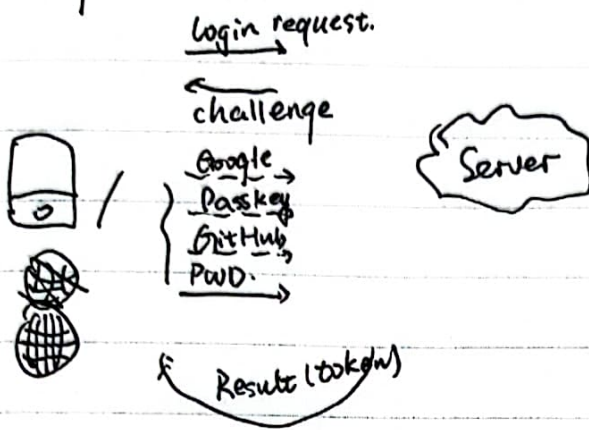 login request.
challenge
Google
Passkey
GitHub
PWD.
Server
Result (token)